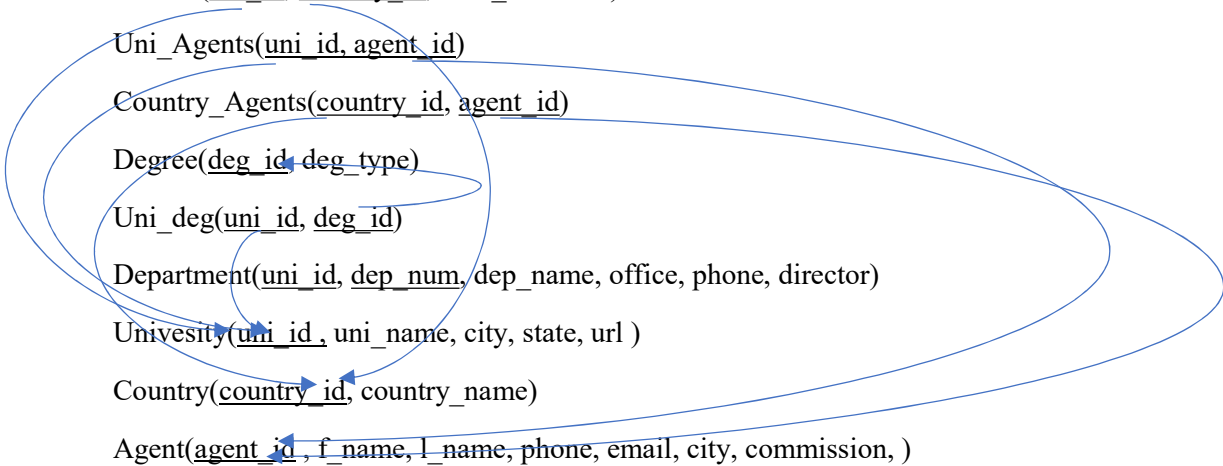 Uni_Agents(uni_id, agent_id)
Country_Agents(country_id, agent_id)
Degree(deg_id, deg_type)
Uni_deg(uni_id, deg_id)
Department(uni_id, dep_num, dep_name, office, phone, director)
Univesity(uni_id , uni_name, city, state, url )
Country(country_id, country_name)
Agent(agent_id , f_name, l_name, phone, email, city, commission, )